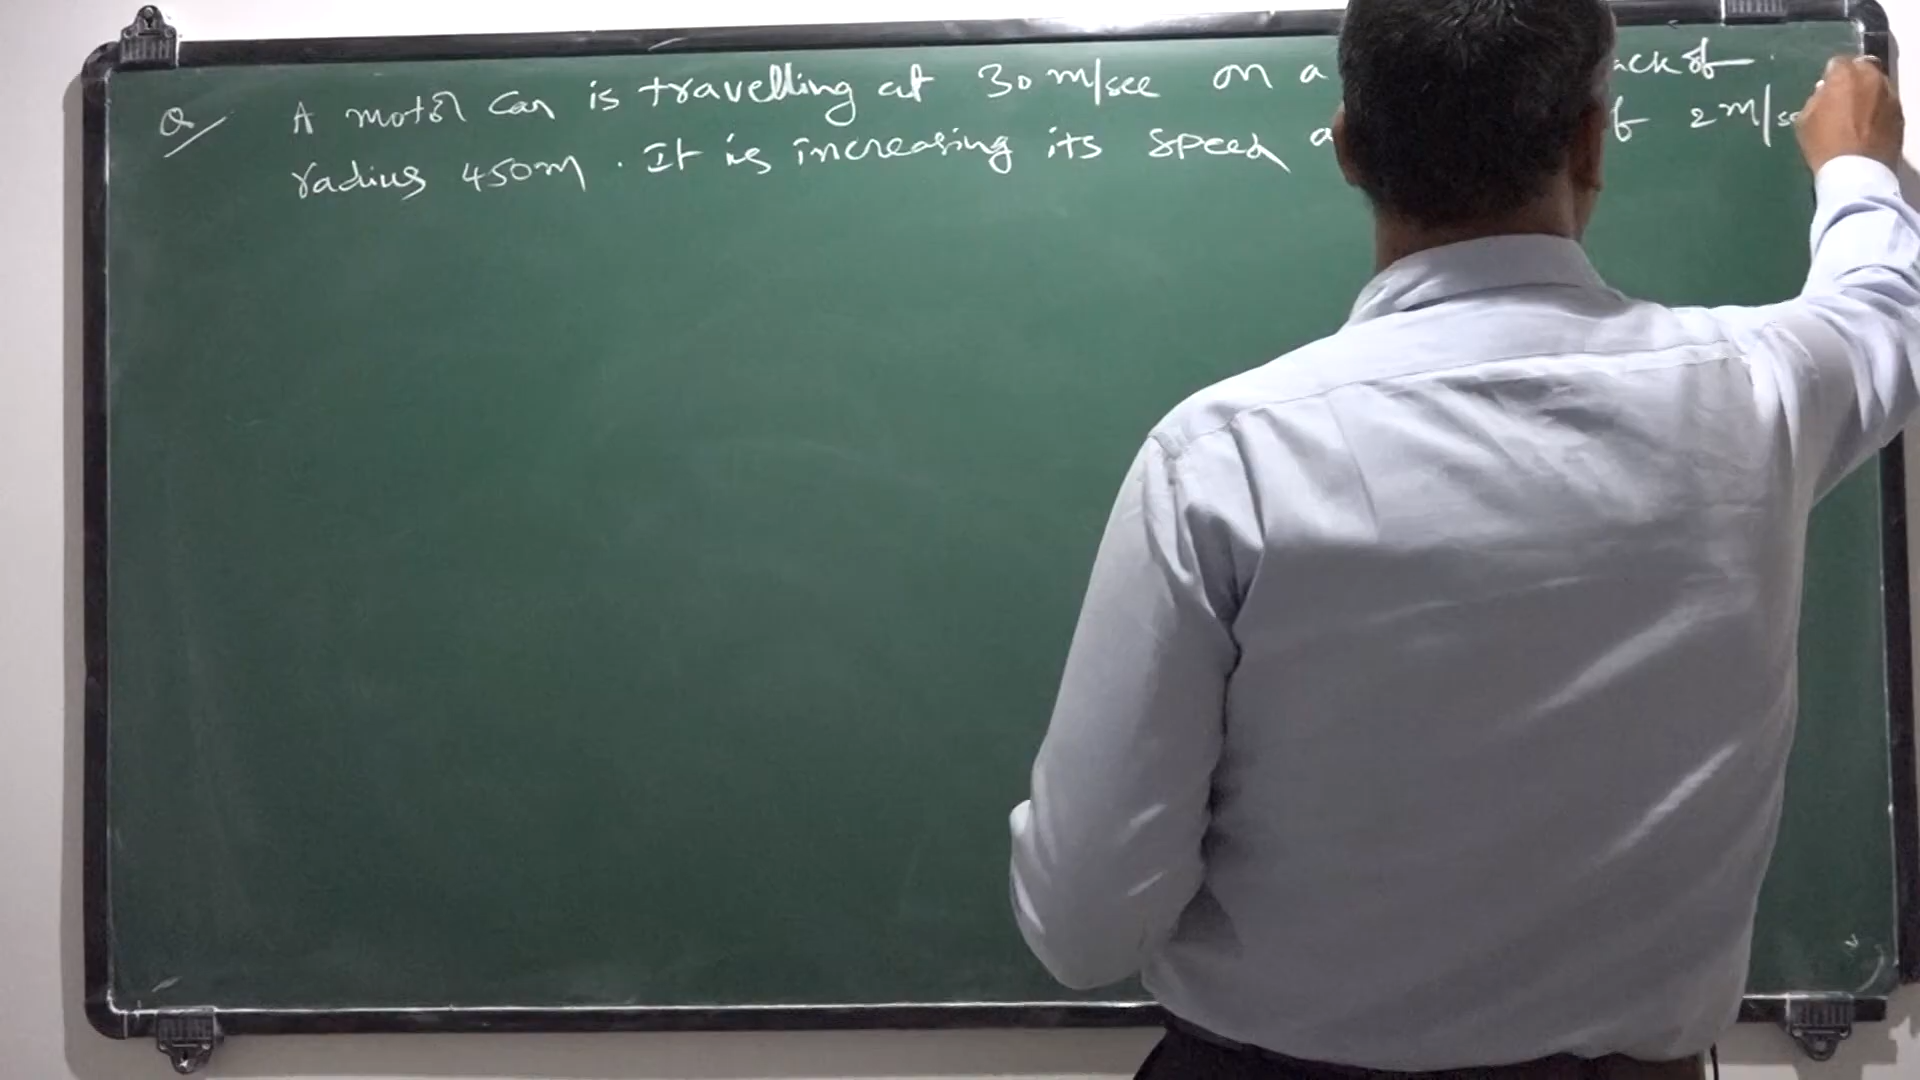 Q/ A motor car is travelling at 30 m/sec on a ack of
radius 450m. It is increasing its speed a f 2 m/se